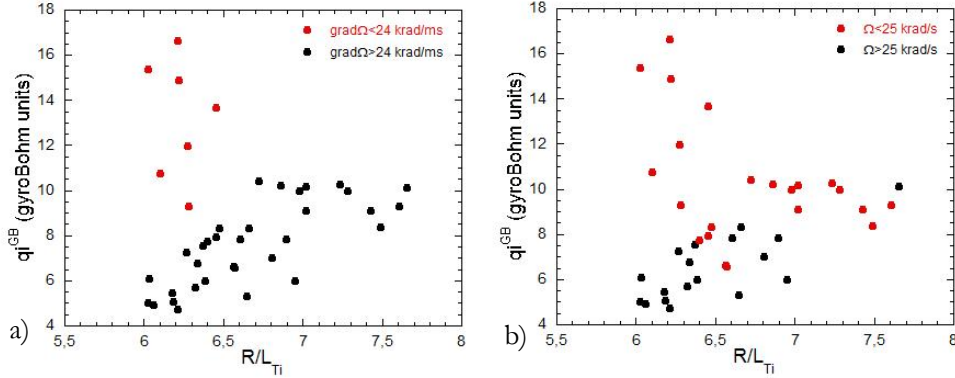 18
16
14
12
10
8
6
4
qi^GB (gyroBohm units)
gradΩ<24 krad/ms
gradΩ>24 krad/ms
5,5 6 6,5 7 7,5 8
R/L_Ti
a)
18
16
14
12
10
8
6
4
qi^GB (gyroBohm units)
Ω<25 krad/s
Ω>25 krad/s
5,5 6 6,5 7 7,5 8
R/L_Ti
b)